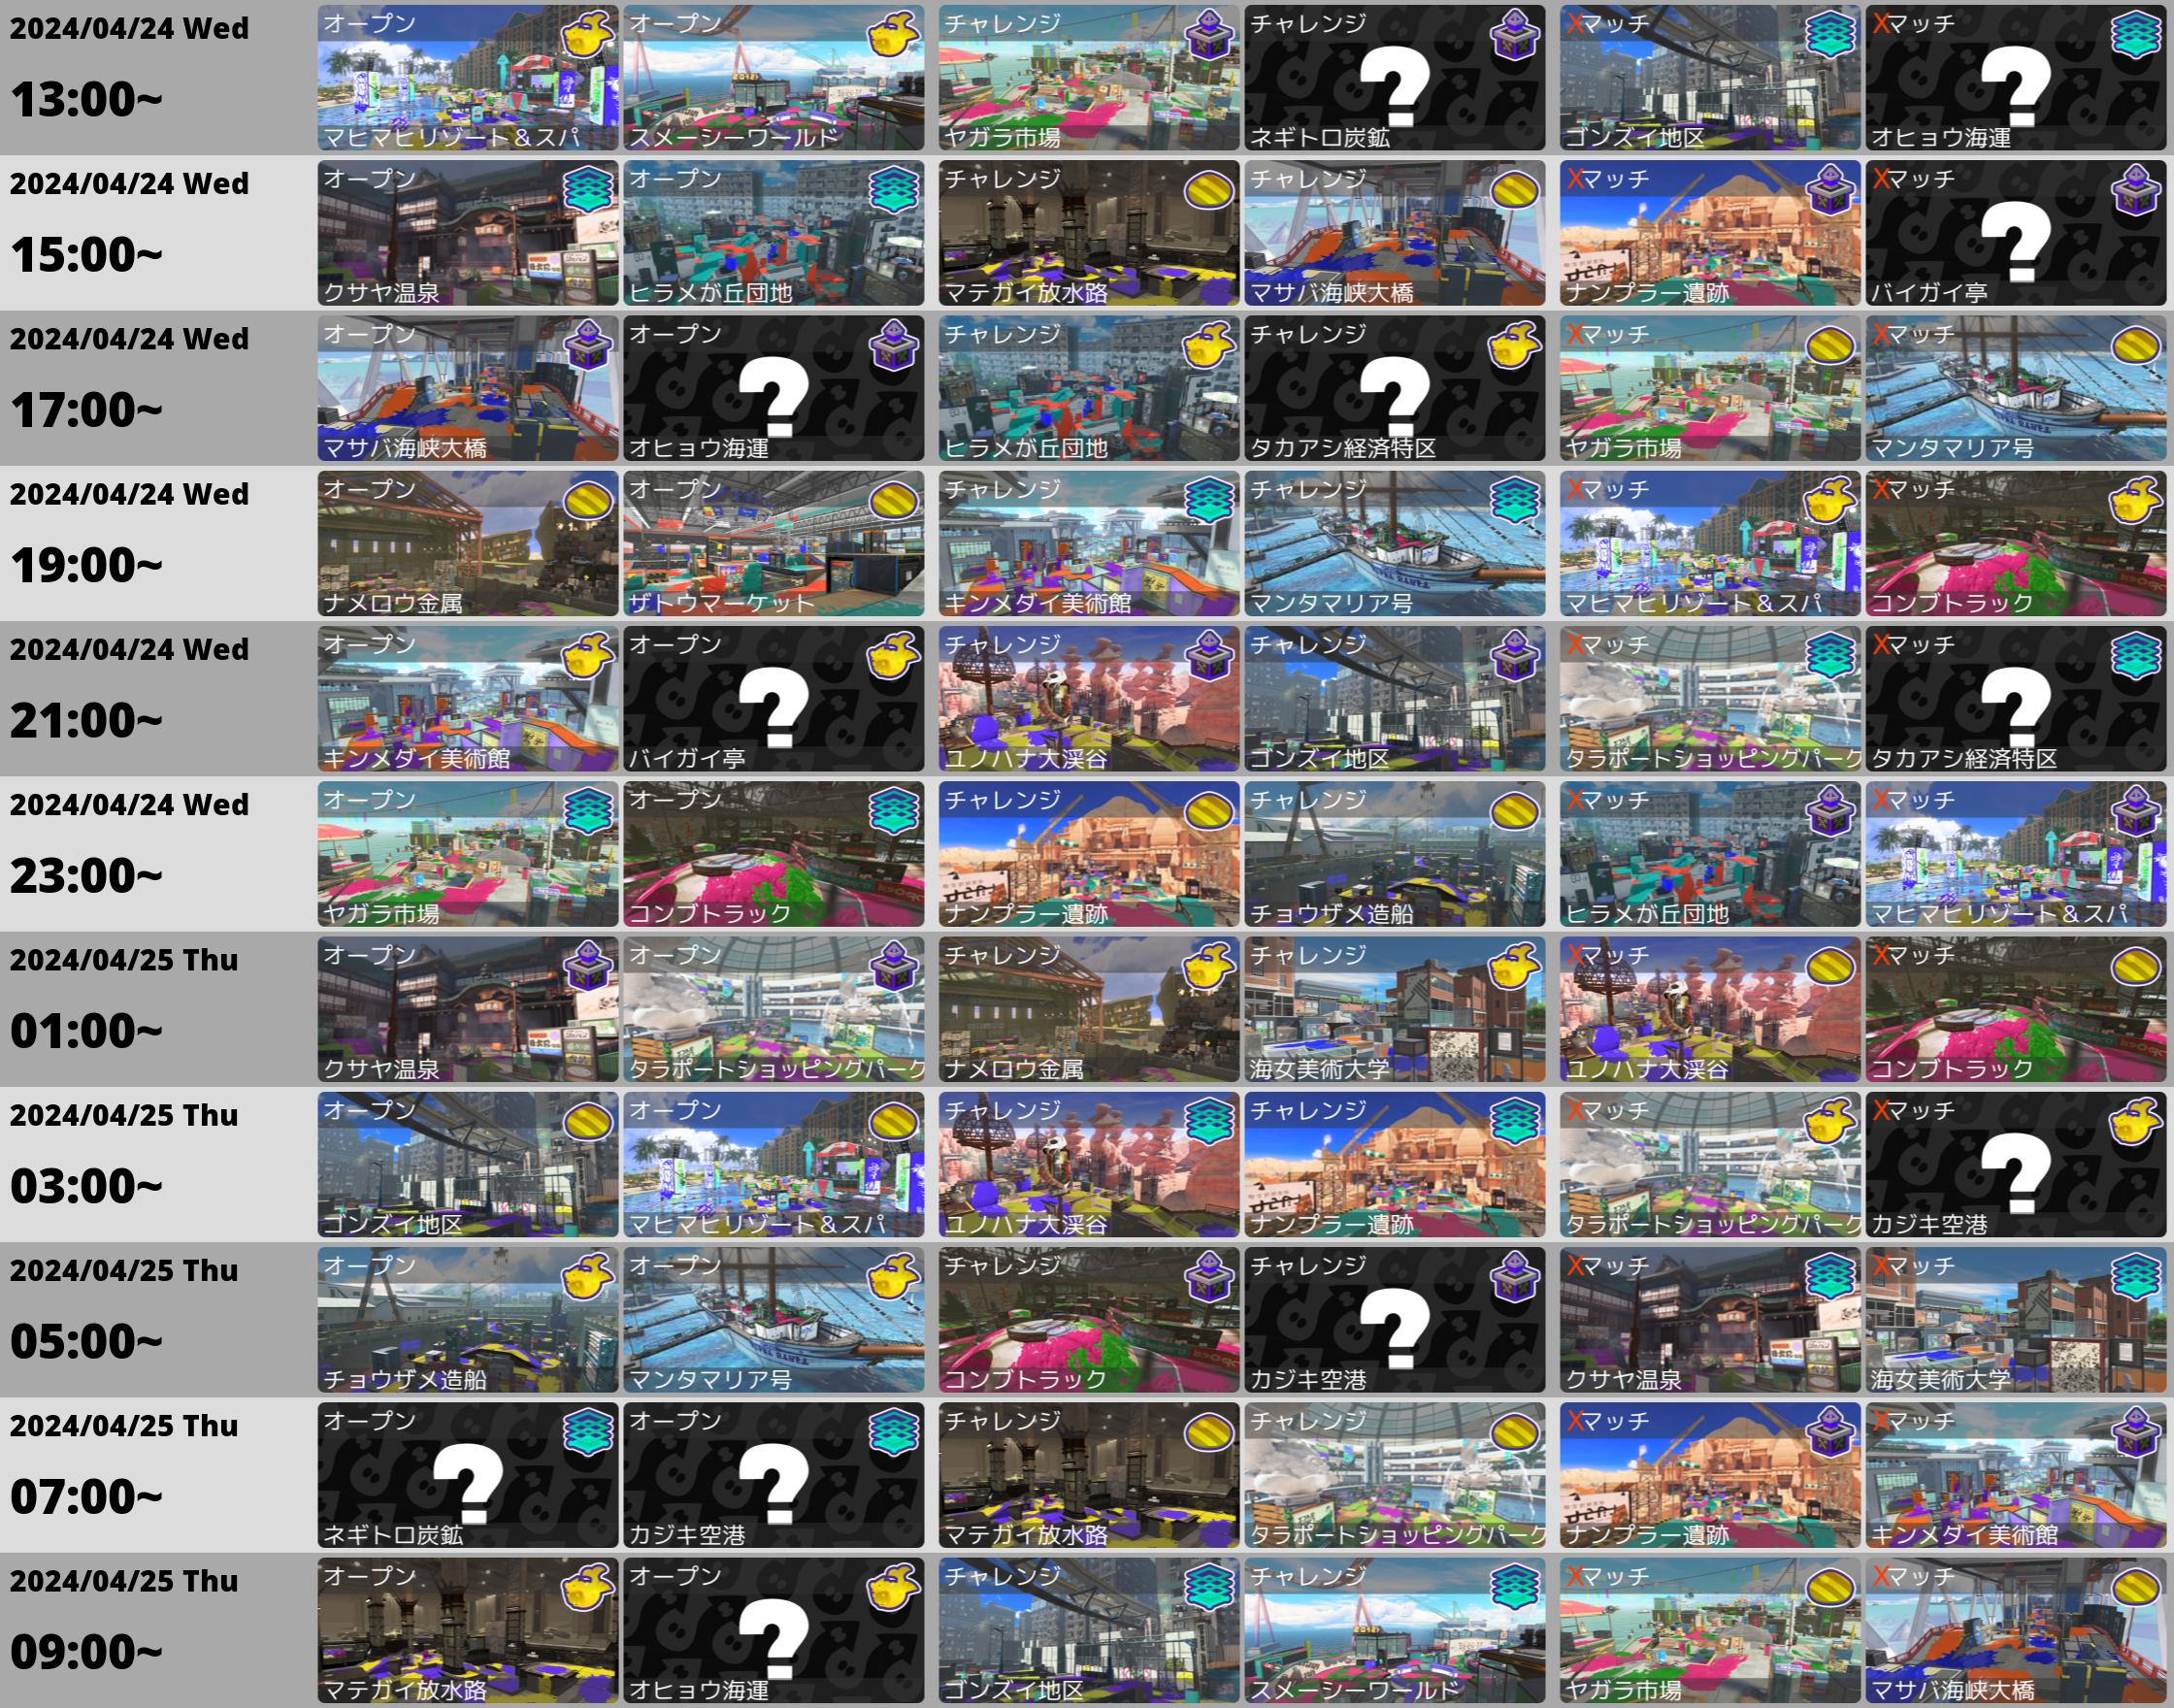 2024/04/24 Wed
13:00~
オープン
マヒマヒリゾート&スパ
オープン
スメーシーワールド
チャレンジ
ヤガラ市場
チャレンジ
?
ネギトロ炭鉱
Xマッチ
ゴンズイ地区
Xマッチ
?
オヒョウ海運
2024/04/24 Wed
15:00~
オープン
クサヤ温泉
オープン
ヒラメが丘団地
チャレンジ
マテガイ放水路
チャレンジ
マサバ海峡大橋
Xマッチ
ナンプラー遺跡
Xマッチ
?
バイガイ亭
2024/04/24 Wed
17:00~
オープン
マサバ海峡大橋
オープン
?
オヒョウ海運
チャレンジ
ヒラメが丘団地
チャレンジ
?
タカアシ経済特区
Xマッチ
ヤガラ市場
Xマッチ
マンタマリア号
2024/04/24 Wed
19:00~
オープン
ナメロウ金属
オープン
ザトウマーケット
チャレンジ
キンメダイ美術館
チャレンジ
マンタマリア号
Xマッチ
マヒマヒリゾート&スパ
Xマッチ
コンブトラック
2024/04/24 Wed
21:00~
オープン
キンメダイ美術館
オープン
?
バイガイ亭
チャレンジ
ユノハナ大渓谷
チャレンジ
ゴンズイ地区
Xマッチ
タラポートショッピングパーク
Xマッチ
?
タカアシ経済特区
2024/04/24 Wed
23:00~
オープン
ヤガラ市場
オープン
コンブトラック
チャレンジ
ナンプラー遺跡
チャレンジ
チョウザメ造船
Xマッチ
ヒラメが丘団地
Xマッチ
マヒマヒリゾート&スパ
2024/04/25 Thu
01:00~
オープン
クサヤ温泉
オープン
タラポートショッピングパーク
チャレンジ
ナメロウ金属
チャレンジ
海女美術大学
Xマッチ
ユノハナ大渓谷
Xマッチ
コンブトラック
2024/04/25 Thu
03:00~
オープン
ゴンズイ地区
オープン
マヒマヒリゾート&スパ
チャレンジ
ユノハナ大渓谷
チャレンジ
ナンプラー遺跡
Xマッチ
タラポートショッピングパーク
Xマッチ
?
カジキ空港
2024/04/25 Thu
05:00~
オープン
チョウザメ造船
オープン
マンタマリア号
チャレンジ
コンブトラック
チャレンジ
?
カジキ空港
Xマッチ
クサヤ温泉
Xマッチ
海女美術大学
2024/04/25 Thu
07:00~
オープン
?
ネギトロ炭鉱
オープン
?
カジキ空港
チャレンジ
マテガイ放水路
チャレンジ
タラポートショッピングパーク
Xマッチ
ナンプラー遺跡
Xマッチ
キンメダイ美術館
2024/04/25 Thu
09:00~
オープン
マテガイ放水路
オープン
?
オヒョウ海運
チャレンジ
ゴンズイ地区
チャレンジ
スメーシーワールド
Xマッチ
ヤガラ市場
Xマッチ
マサバ海峡大橋